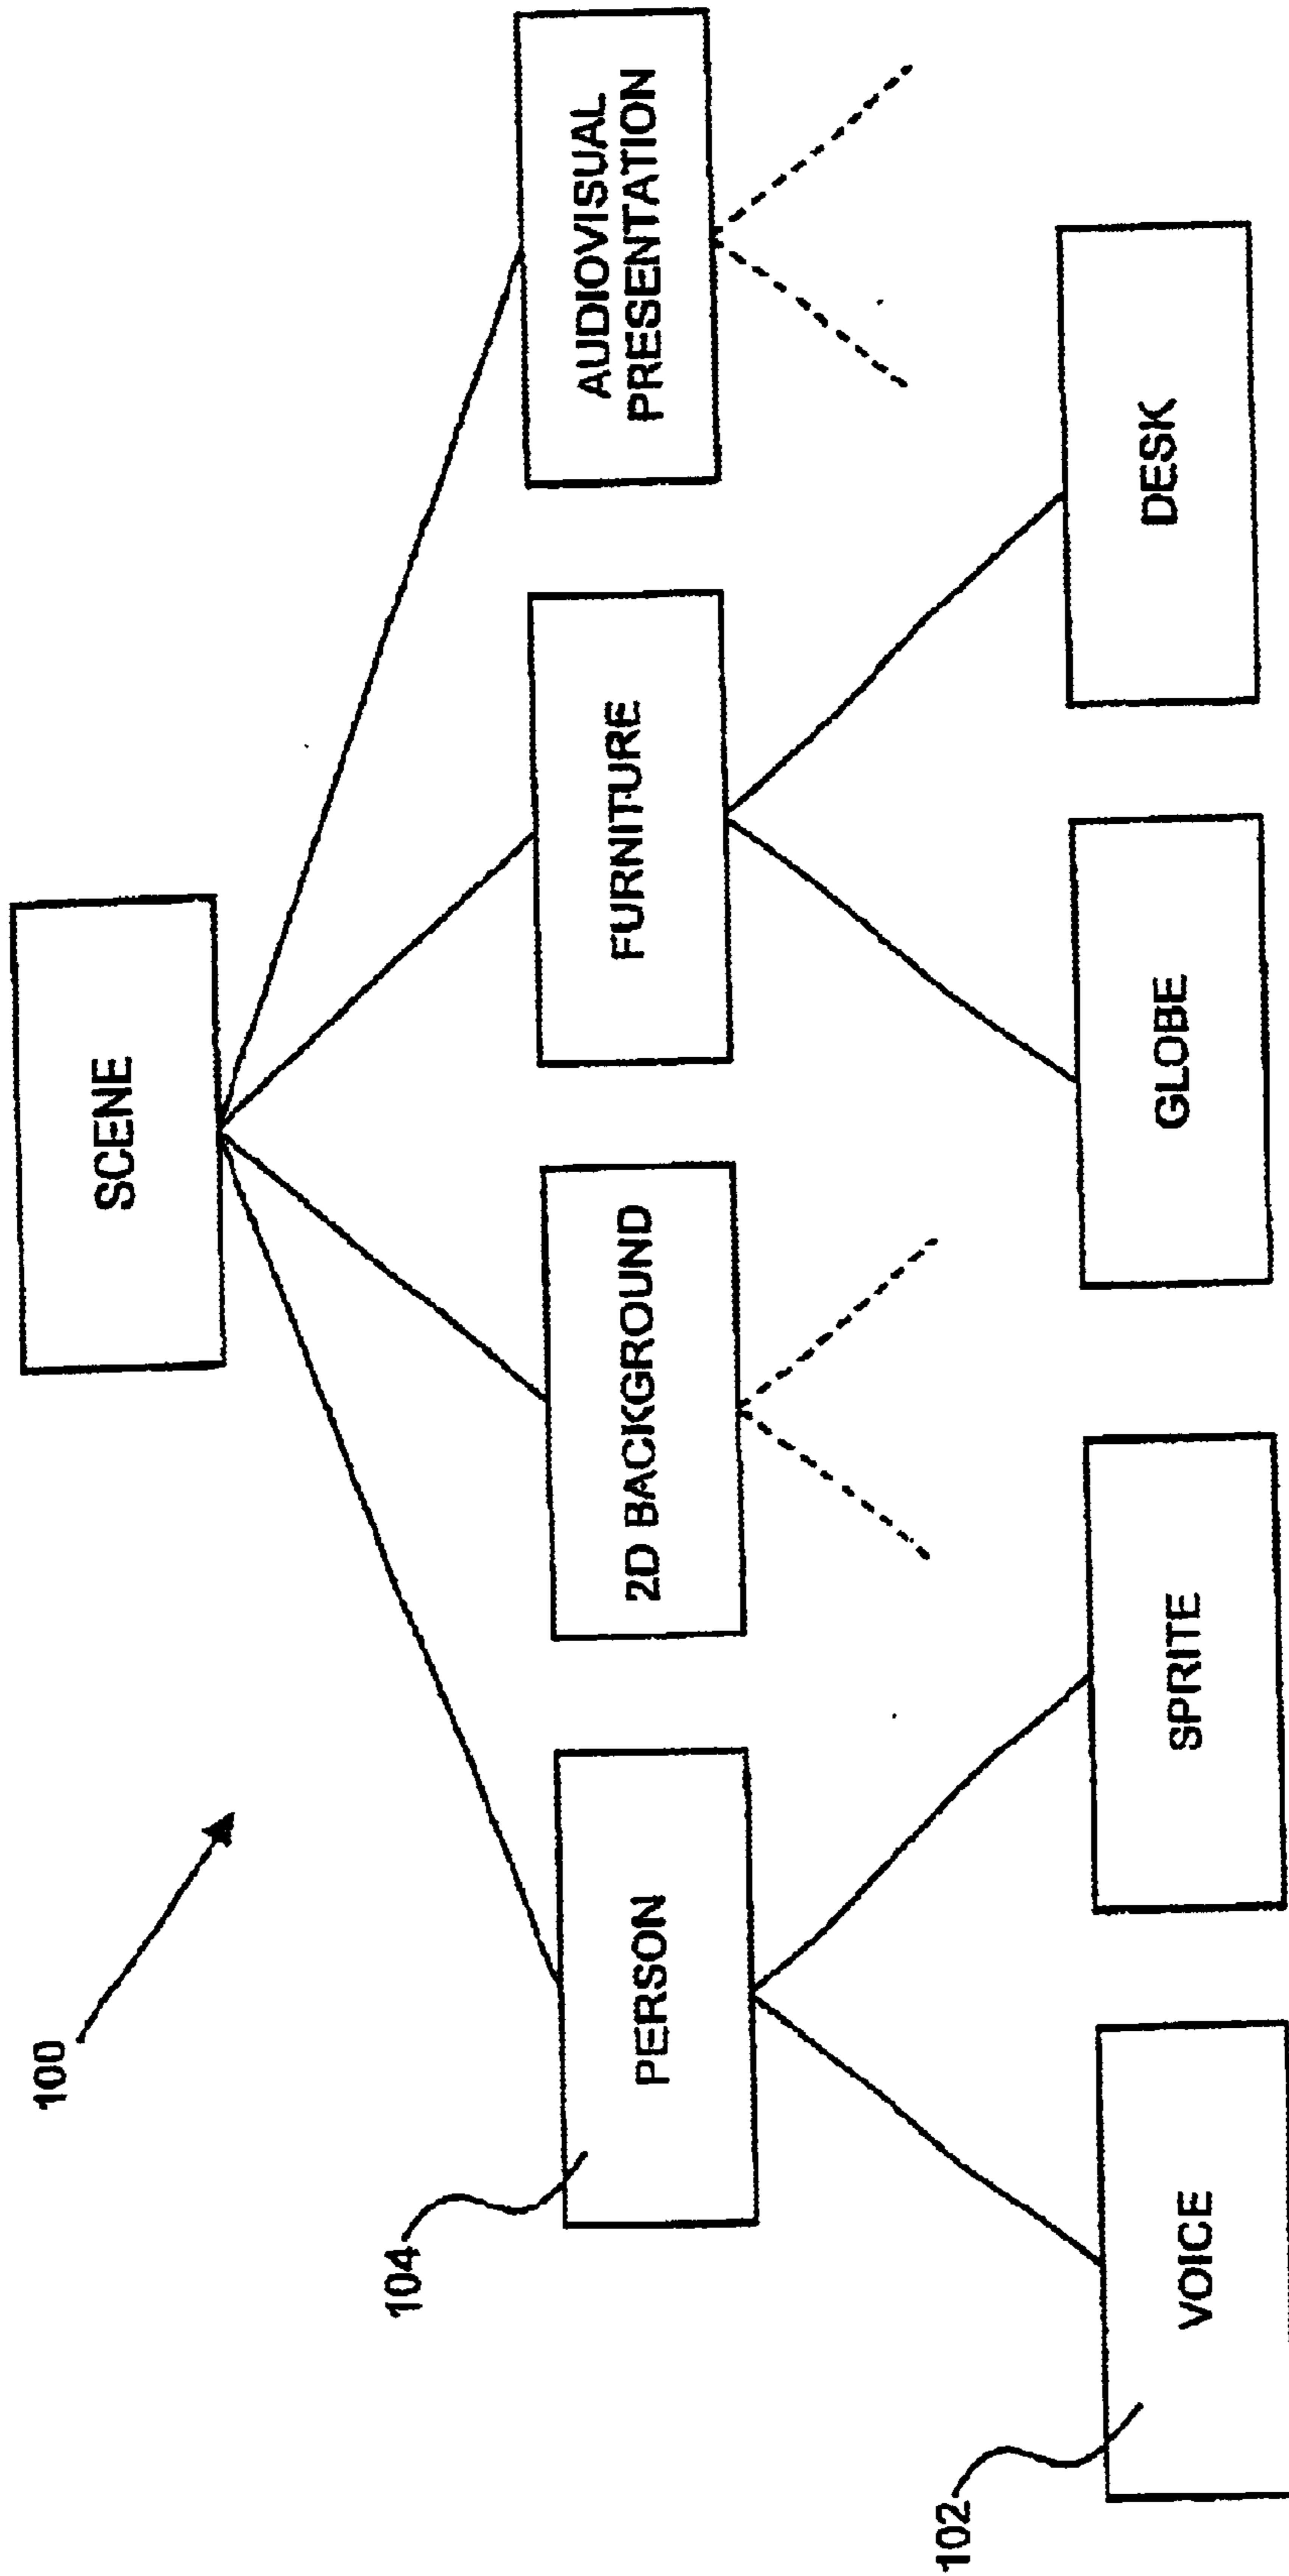 100
SCENE
104
PERSON
2D BACKGROUND
FURNITURE
AUDIOVISUAL
PRESENTATION
102
VOICE
SPRITE
GLOBE
DESK